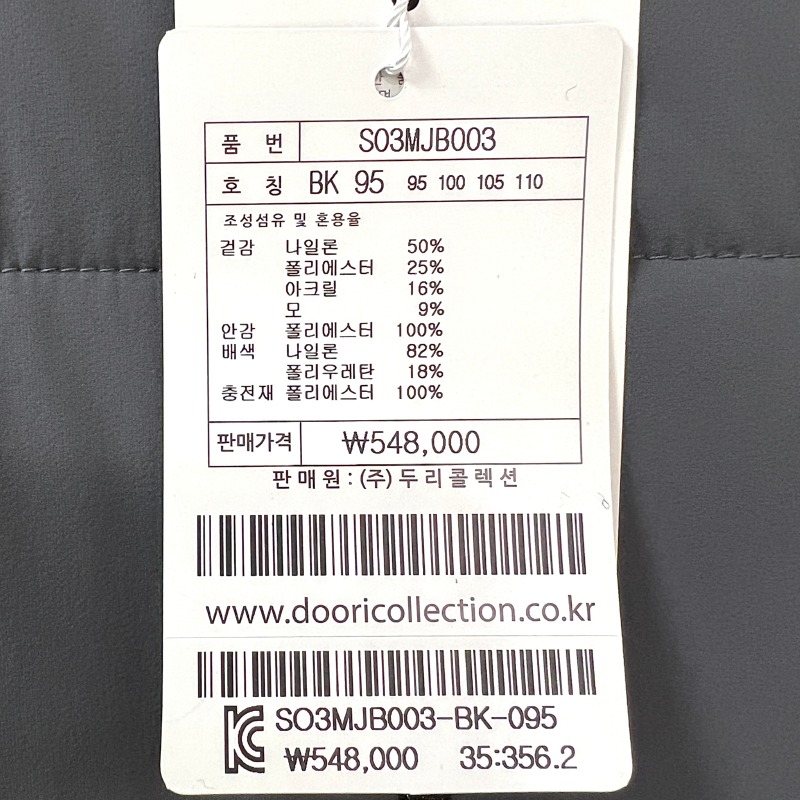 품 번 SO3MJB003
호 칭 BK 95 95 100 105 110
조성섬유 및 혼용율
겉감 나일론 50%
폴리에스터 25%
아크릴 16%
모 9%
안감 폴리에스터 100%
배색 나일론 82%
폴리우레탄 18%
충전재 폴리에스터 100%
판매가격 ₩548,000
판매원 : (주)두리콜렉션
www.dooricollection.co.kr
KC SO3MJB003-BK-095
₩548,000 35:356.2